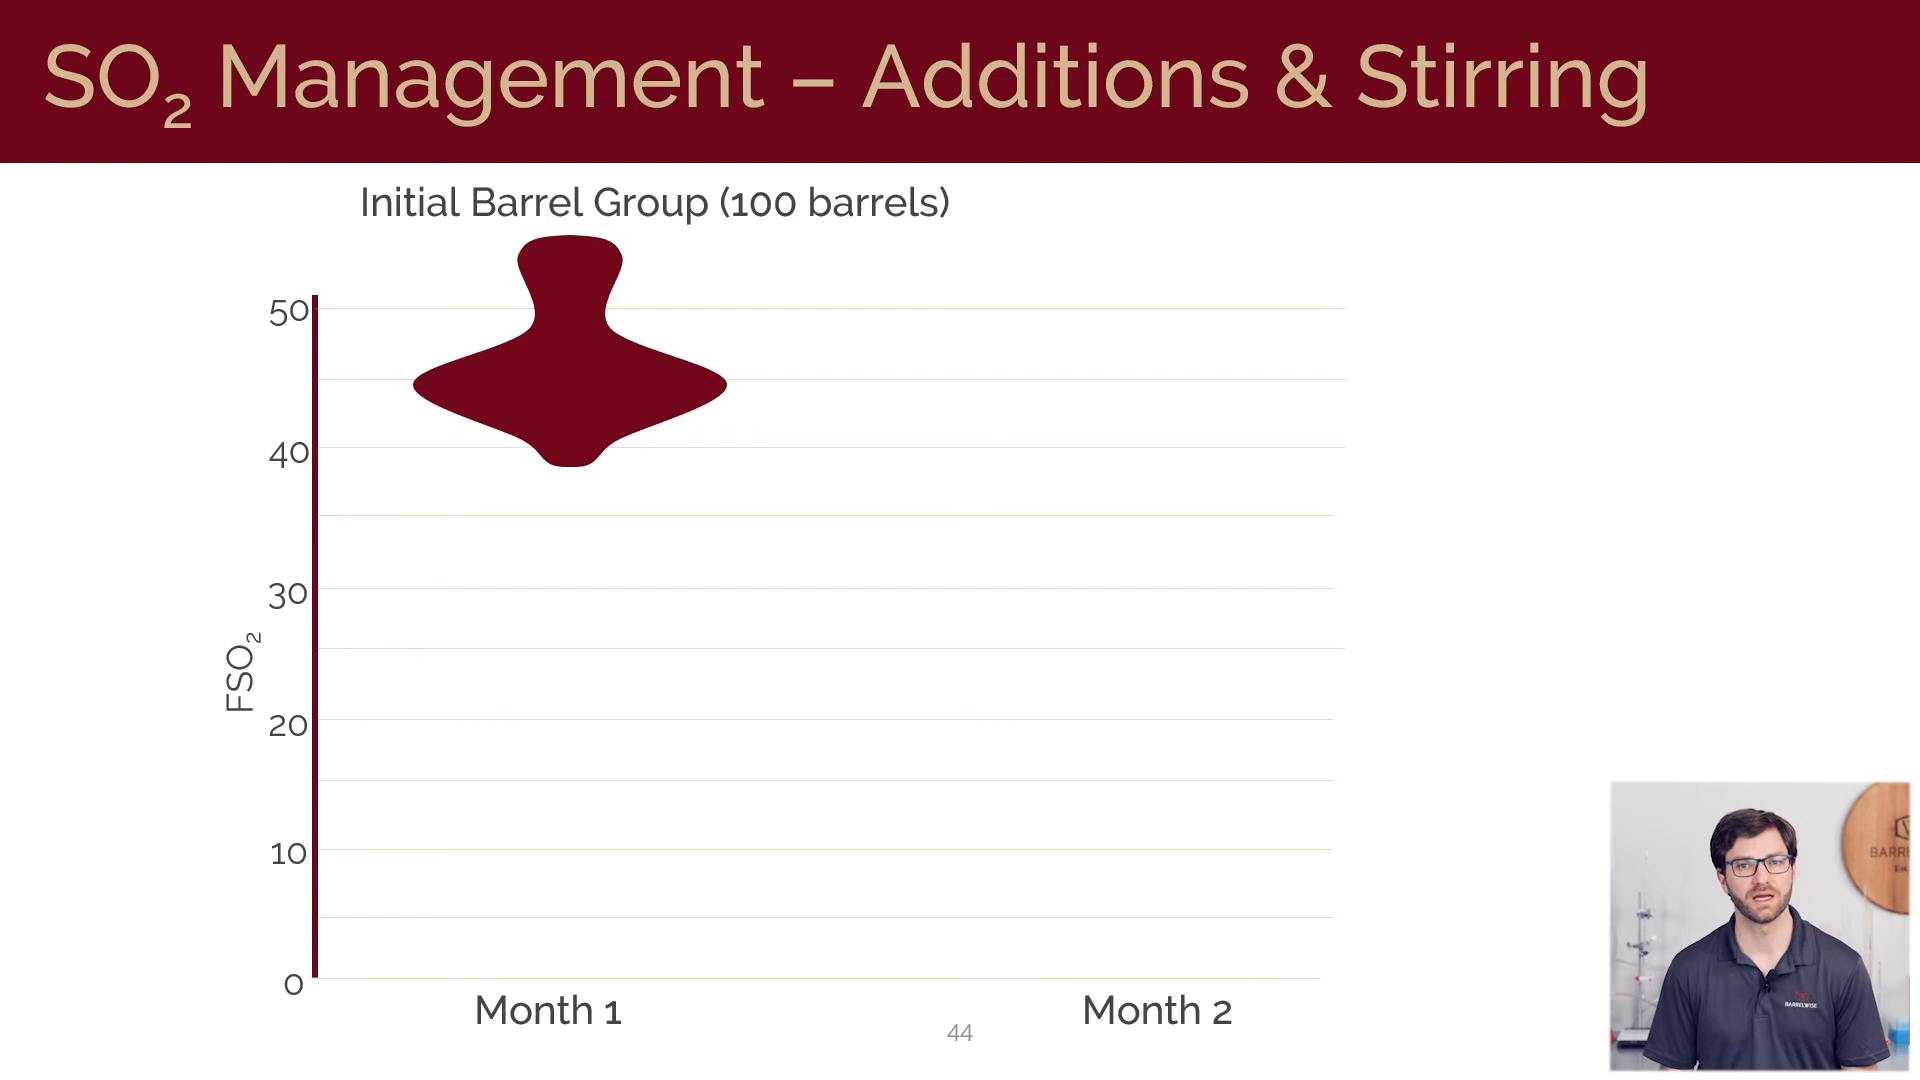 SO₂ Management – Additions & Stirring
Initial Barrel Group (100 barrels)
50
40
30
20
10
0
FSO₂
Month 1
Month 2
44
BARRELWISE